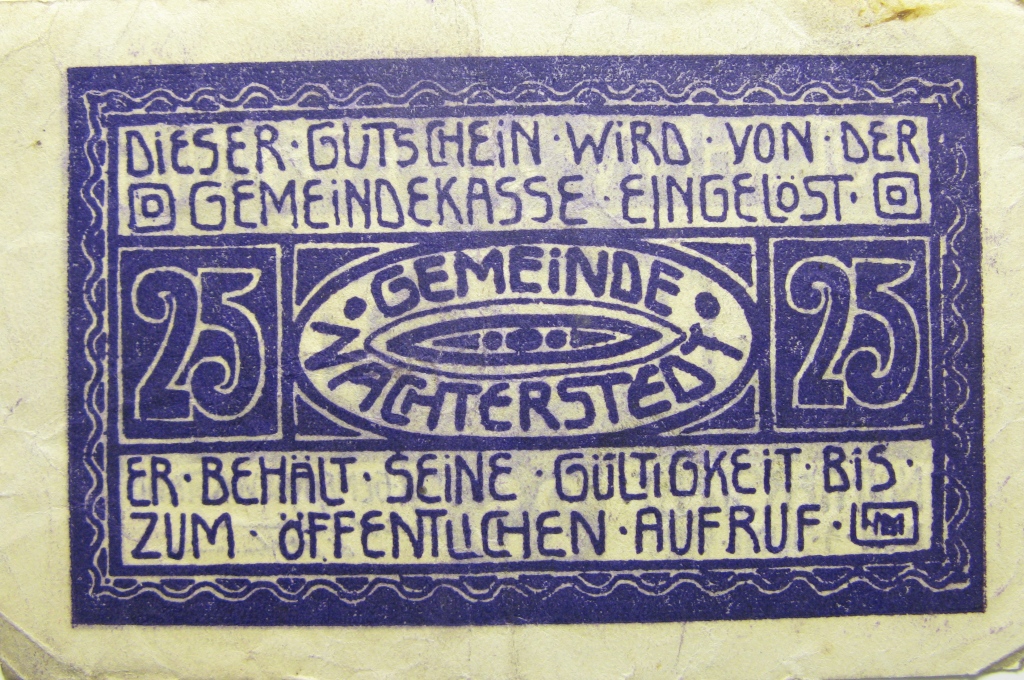 DIESER · GUTSCHEIN · WIRD · VON · DER
GEMEINDEKASSE · EINGELÖST ·
25
· GEMEINDE ·
NACHTERSTEDT
25
ER · BEHÄLT · SEINE · GÜLTIGKEIT · BIS ·
ZUM · ÖFFENTLICHEN · AUFRUF ·